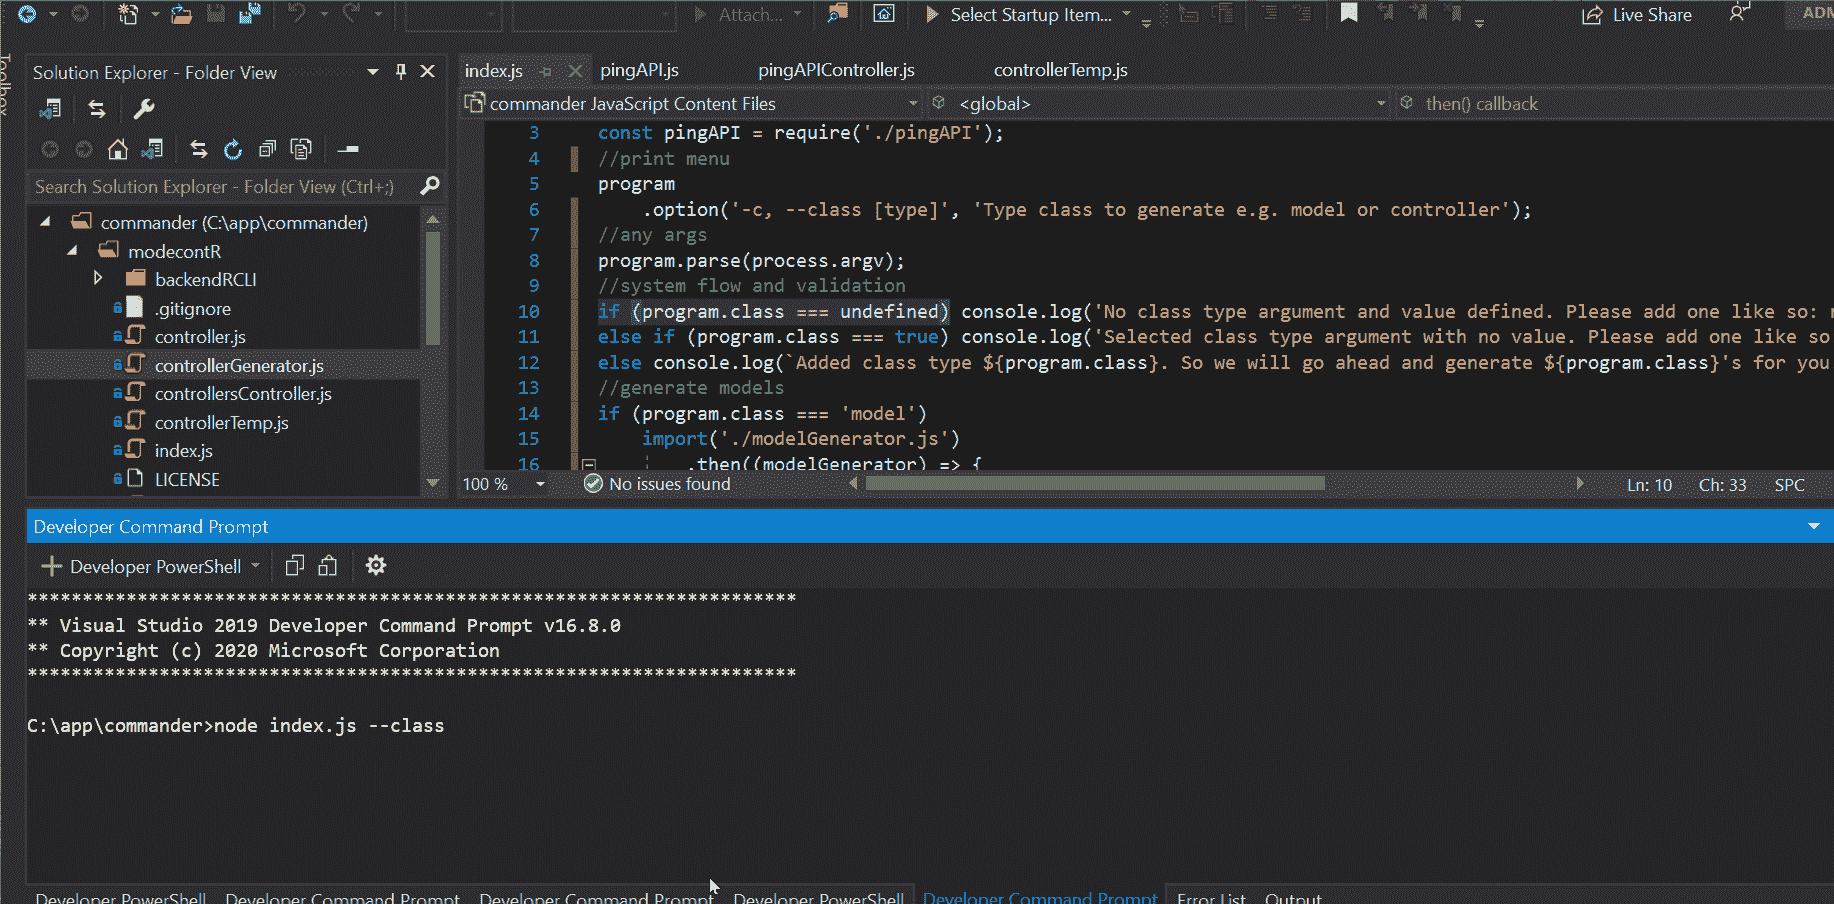 Attach...
Select Startup Item...
Live Share
Toolbox
Solution Explorer - Folder View
Search Solution Explorer - Folder View (Ctrl+;)
commander (C:\app\commander)
modecontR
backendRCLI
.gitignore
controller.js
controllerGenerator.js
controllersController.js
controllerTemp.js
index.js
LICENSE
index.js
pingAPI.js
pingAPIController.js
controllerTemp.js
commander JavaScript Content Files
<global>
then() callback
3 const pingAPI = require('./pingAPI');
4 //print menu
5 program
6 .option('-c, --class [type]', 'Type class to generate e.g. model or controller');
7 //any args
8 program.parse(process.argv);
9 //system flow and validation
10 if (program.class === undefined) console.log('No class type argument and value defined. Please add one like so:
11 else if (program.class === true) console.log('Selected class type argument with no value. Please add one like so
12 else console.log(`Added class type ${program.class}. So we will go ahead and generate ${program.class}'s for you
13 //generate models
14 if (program.class === 'model')
15 import('./modelGenerator.js')
16 .then((modelGenerator) => {
100 %
No issues found
Ln: 10
Ch: 33
SPC
Developer Command Prompt
Developer PowerShell
**********************************************************************
** Visual Studio 2019 Developer Command Prompt v16.8.0
** Copyright (c) 2020 Microsoft Corporation
**********************************************************************
C:\app\commander>node index.js --class
Developer PowerShell
Developer Command Prompt
Developer Command Prompt
Developer PowerShell
Developer Command Prompt
Error List
Output